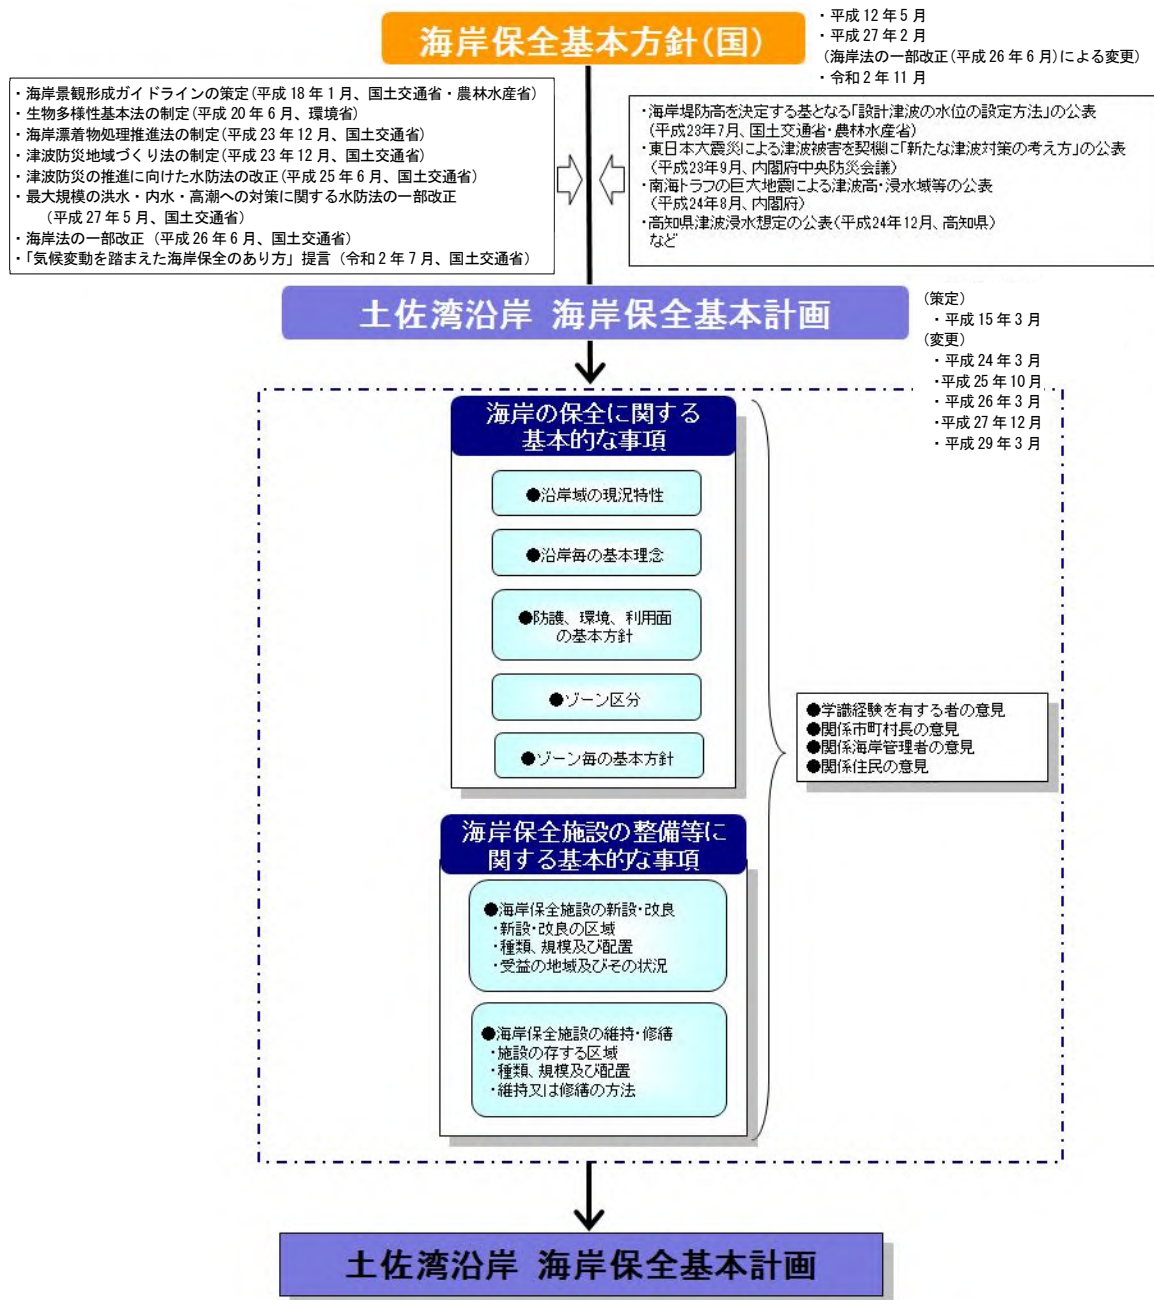 海岸保全基本方針(国)
・平成12年5月
・平成27年2月
(海岸法の一部改正(平成26年6月)による変更)
・令和2年11月
・海岸景観形成ガイドラインの策定(平成18年1月、国土交通省・農林水産省)
・生物多様性基本法の制定(平成20年6月、環境省)
・海岸漂着物処理推進法の制定(平成23年12月、国土交通省)
・津波防災地域づくり法の制定(平成23年12月、国土交通省)
・津波防災の推進に向けた水防法の改正(平成25年6月、国土交通省)
・最大規模の洪水・内水・高潮への対策に関する水防法の一部改正
(平成27年5月、国土交通省)
・海岸法の一部改正(平成26年6月、国土交通省)
・「気候変動を踏まえた海岸保全のあり方」提言(令和2年7月、国土交通省)
・海岸堤防高を決定する基となる「設計津波の水位の設定方法」の公表
(平成23年7月、国土交通省・農林水産省)
・東日本大震災による津波被害を契機に「新たな津波対策の考え方」の公表
(平成23年9月、内閣府中央防災会議)
・南海トラフの巨大地震による津波高・浸水域等の公表
(平成24年8月、内閣府)
・高知県津波浸水想定の公表(平成24年12月、高知県)
など
土佐湾沿岸 海岸保全基本計画
(策定)
・平成15年3月
(変更)
・平成24年3月
・平成25年10月
・平成26年3月
・平成27年12月
・平成29年3月
海岸の保全に関する
基本的な事項
●沿岸域の現況特性
●沿岸毎の基本理念
●防護、環境、利用面
の基本方針
●ゾーン区分
●ゾーン毎の基本方針
●学識経験を有する者の意見
●関係市町村長の意見
●関係海岸管理者の意見
●関係住民の意見
海岸保全施設の整備等に
関する基本的な事項
●海岸保全施設の新設・改良
・新設・改良の区域
・種類、規模及び配置
・受益の地域及びその状況
●海岸保全施設の維持・修繕
・施設の存する区域
・種類、規模及び配置
・維持又は修繕の方法
土佐湾沿岸 海岸保全基本計画